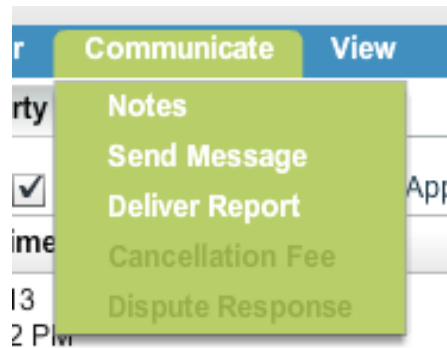 r Communicate View
rty Notes
Send Message
App
Deliver Report
ime
Cancellation Fee
13
Dispute Response
2 PM